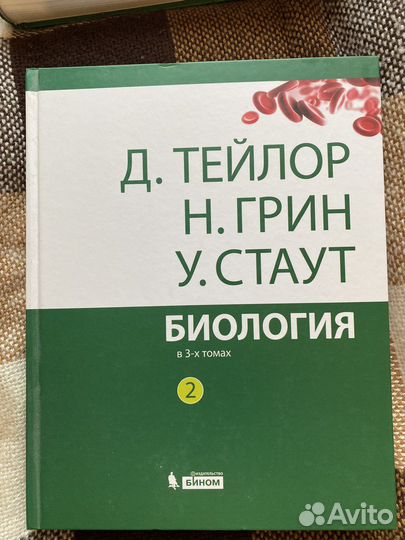 Д. ТЕЙЛОР
Н. ГРИН
У. СТАУТ
БИОЛОГИЯ
в 3-х томах
2
издательство
БИНОМ
Avito